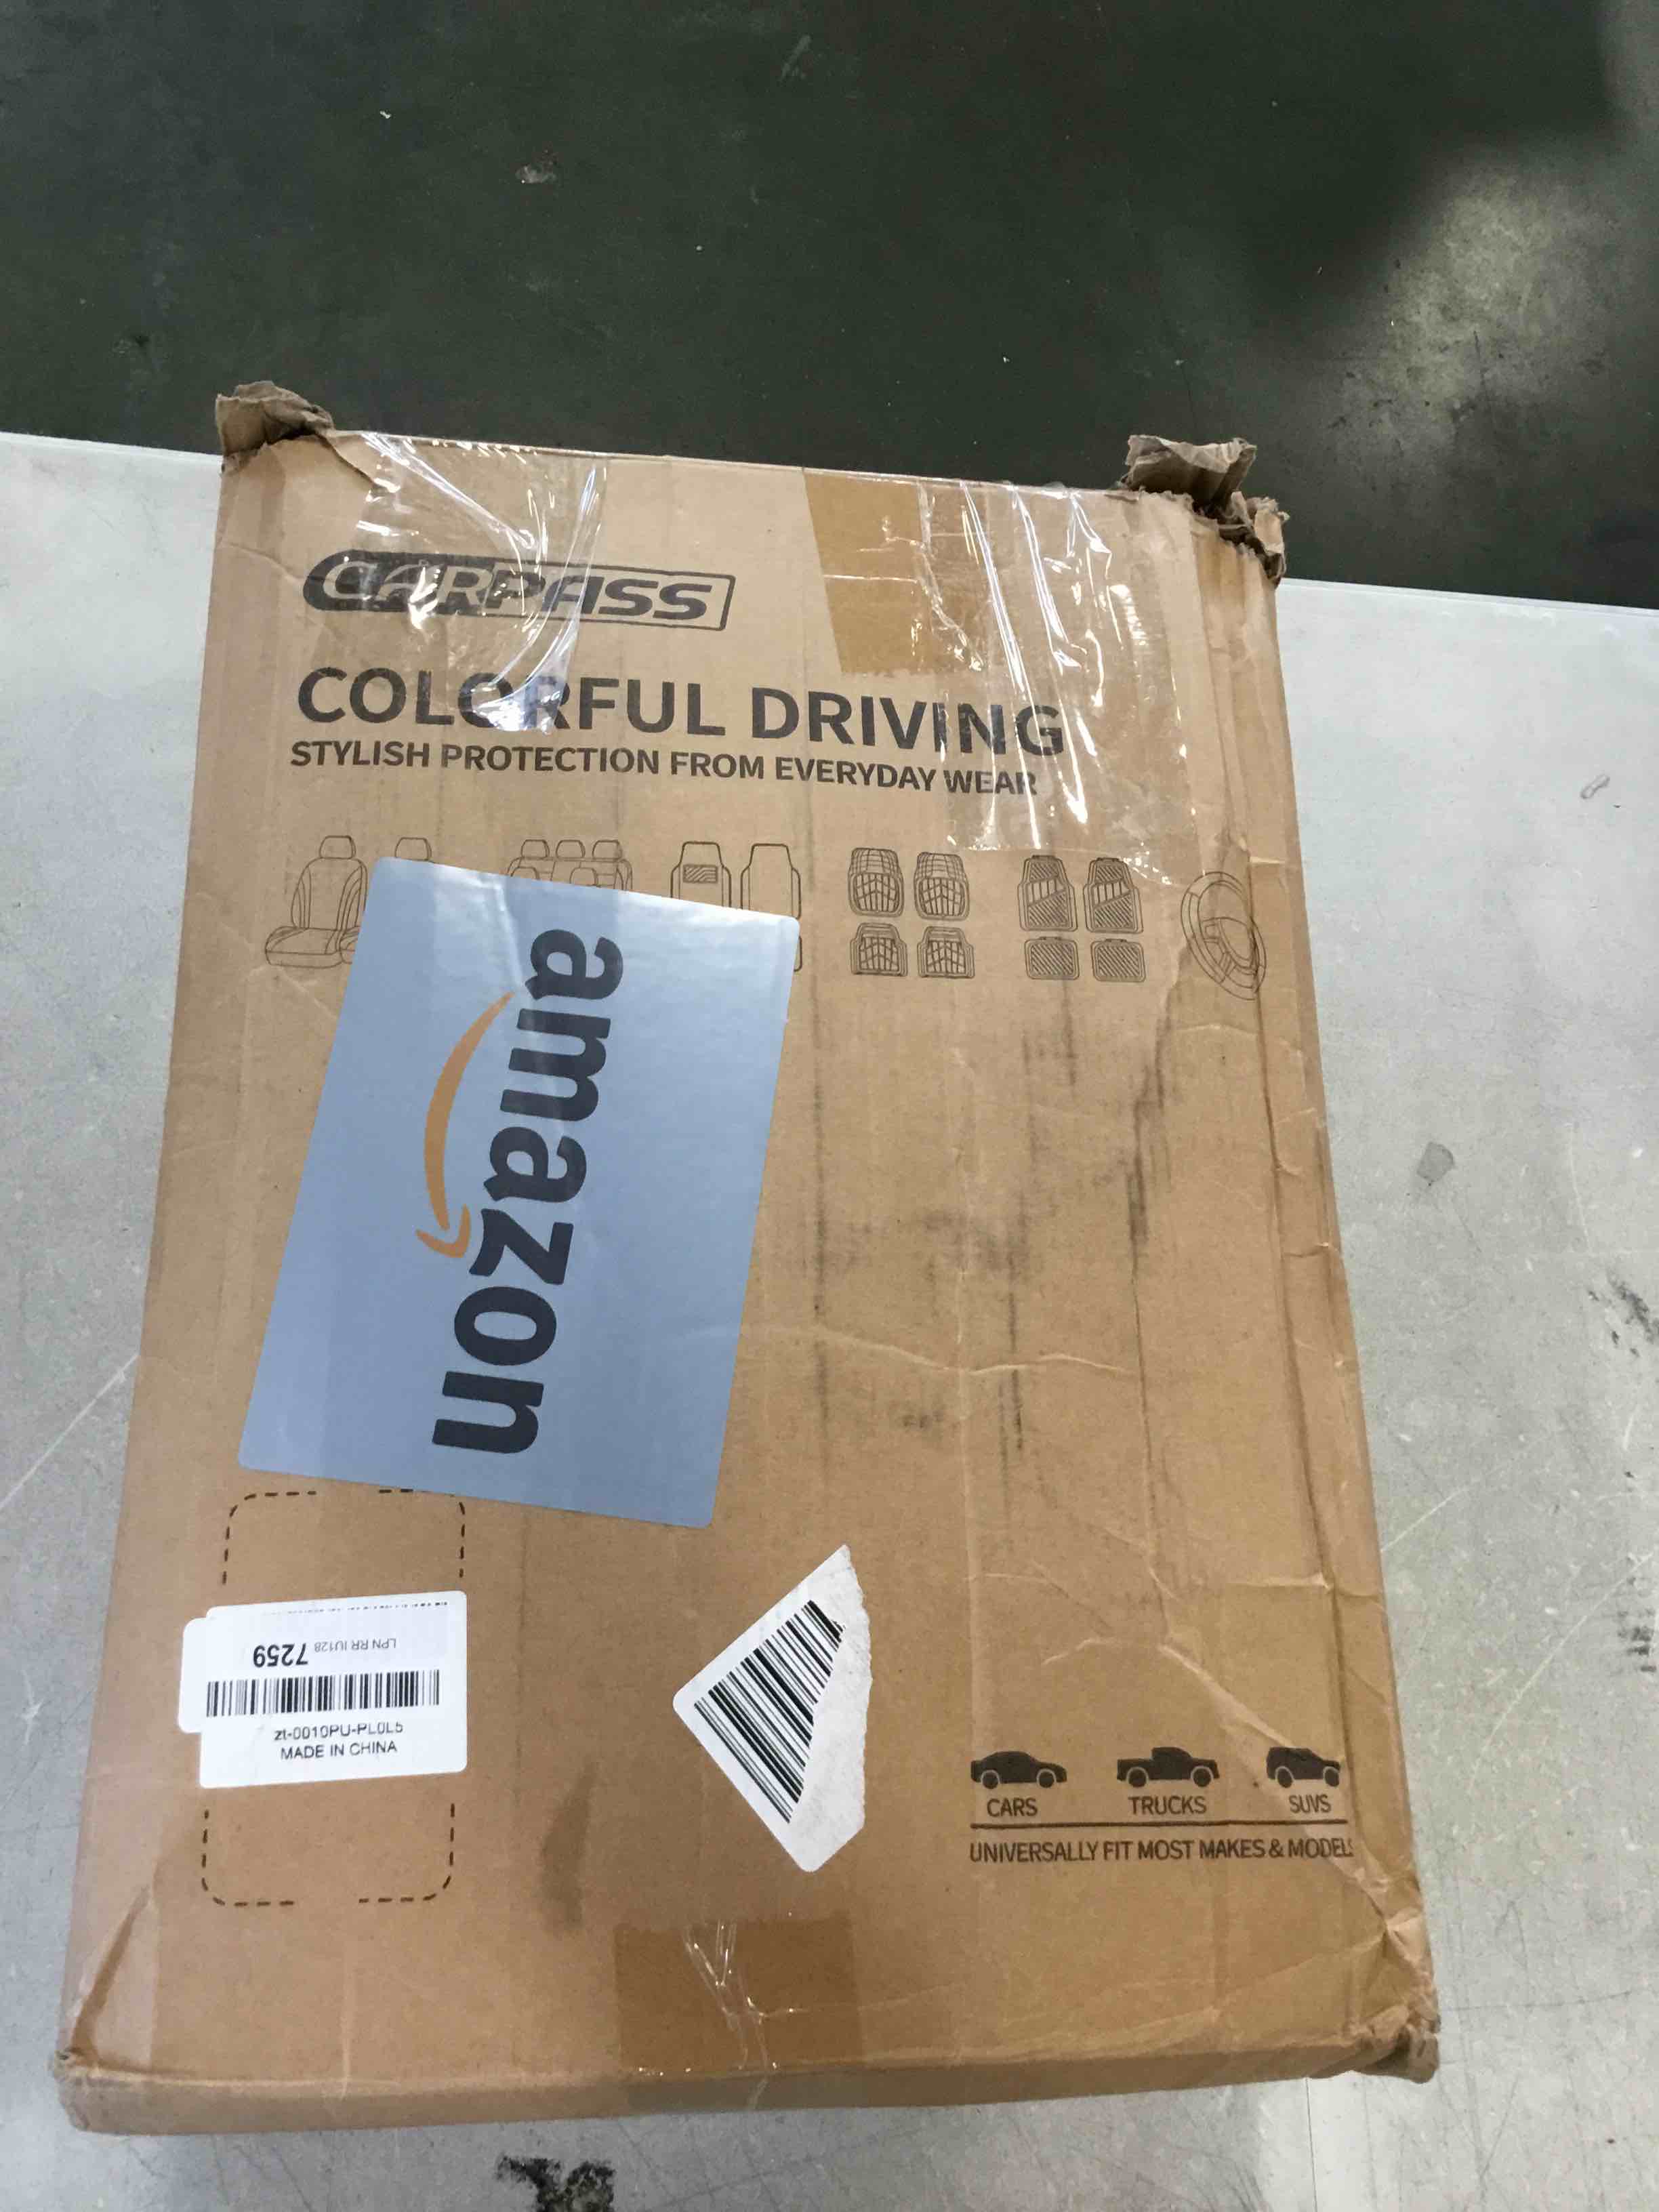 CARPASS
COLORFUL DRIVING
STYLISH PROTECTION FROM EVERYDAY WEAR
amazon
LPN RR IU128 7259
zt-0010PU-PL0L5
MADE IN CHINA
CARS TRUCKS SUVS
UNIVERSALLY FIT MOST MAKES & MODELS